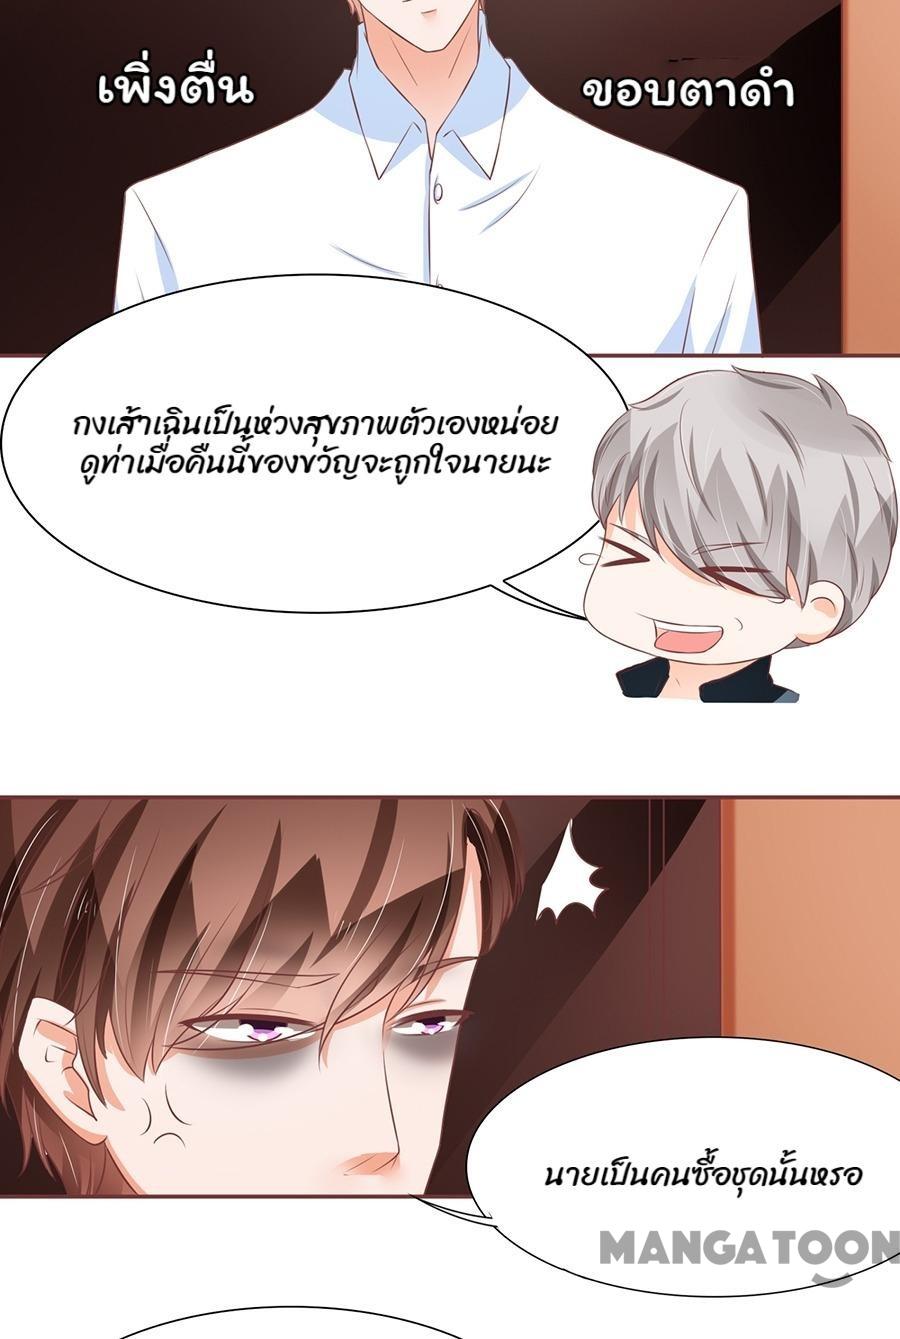 เพิ่งตื่น
ขอบตาดำ
กงเส้าเฉินเป็นห่วงสุขภาพตัวเองหน่อย
ดูท่าเมื่อคืนนี้ของขวัญจะถูกใจนายนะ
นายเป็นคนซื้อชุดนั้นหรอ
MANGATOON